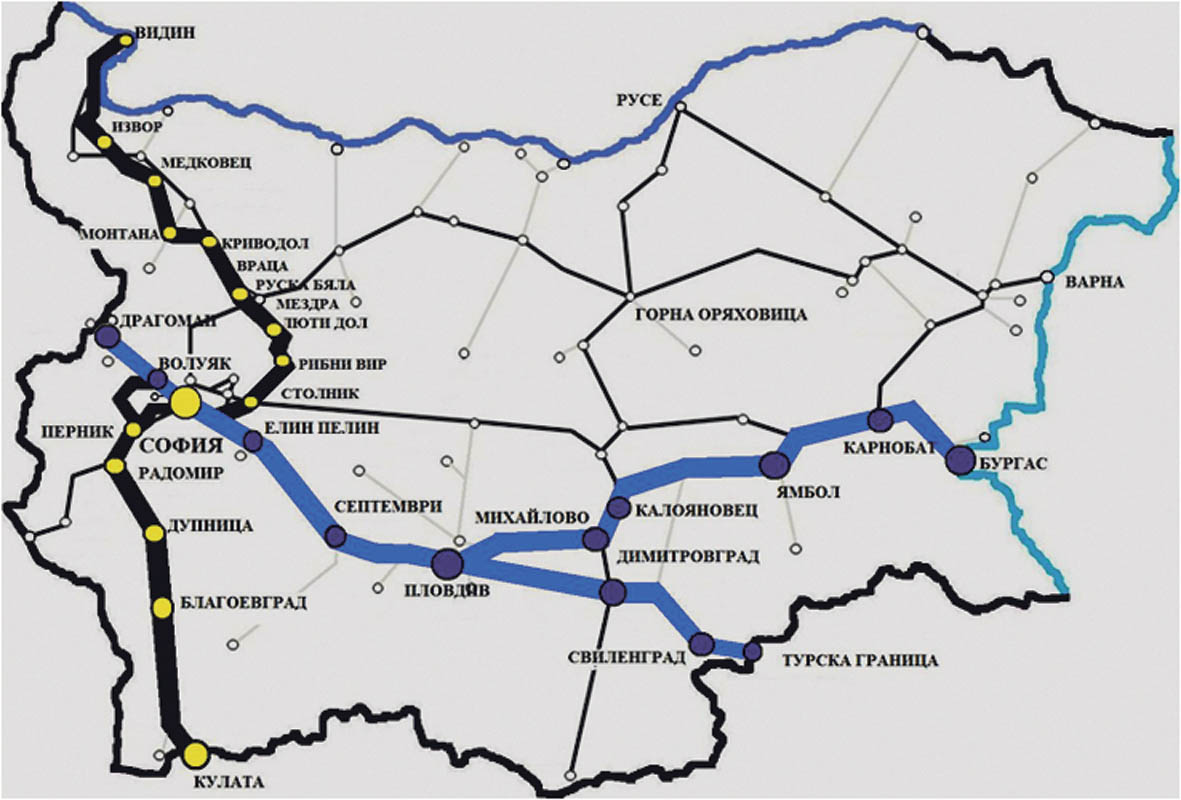 ВИДИН
РУСЕ
ИЗВОР
МЕДКОВЕЦ
МОНТАНА
КРИВОДОЛ
ВРАЦА
РУСКА БЯЛА
МЕЗДРА
ВАРНА
ГОРНА ОРЯХОВИЦА
ДРАГОМАН
ЛЮТИ ДОЛ
ВОЛУЯК
РИБНИ ВИР
СТОЛНИК
ПЕРНИК
СОФИЯ
ЕЛИН ПЕЛИН
КАРНОБАТ
БУРГАС
РАДОМИР
ЯМБОЛ
СЕПТЕМВРИ
МИХАЙЛОВО
КАЛОЯНОВЕЦ
ДУПНИЦА
ДИМИТРОВГРАД
ПЛОВДИВ
БЛАГОЕВГРАД
СВИЛЕНГРАД
ТУРСКА ГРАНИЦА
КУЛАТА